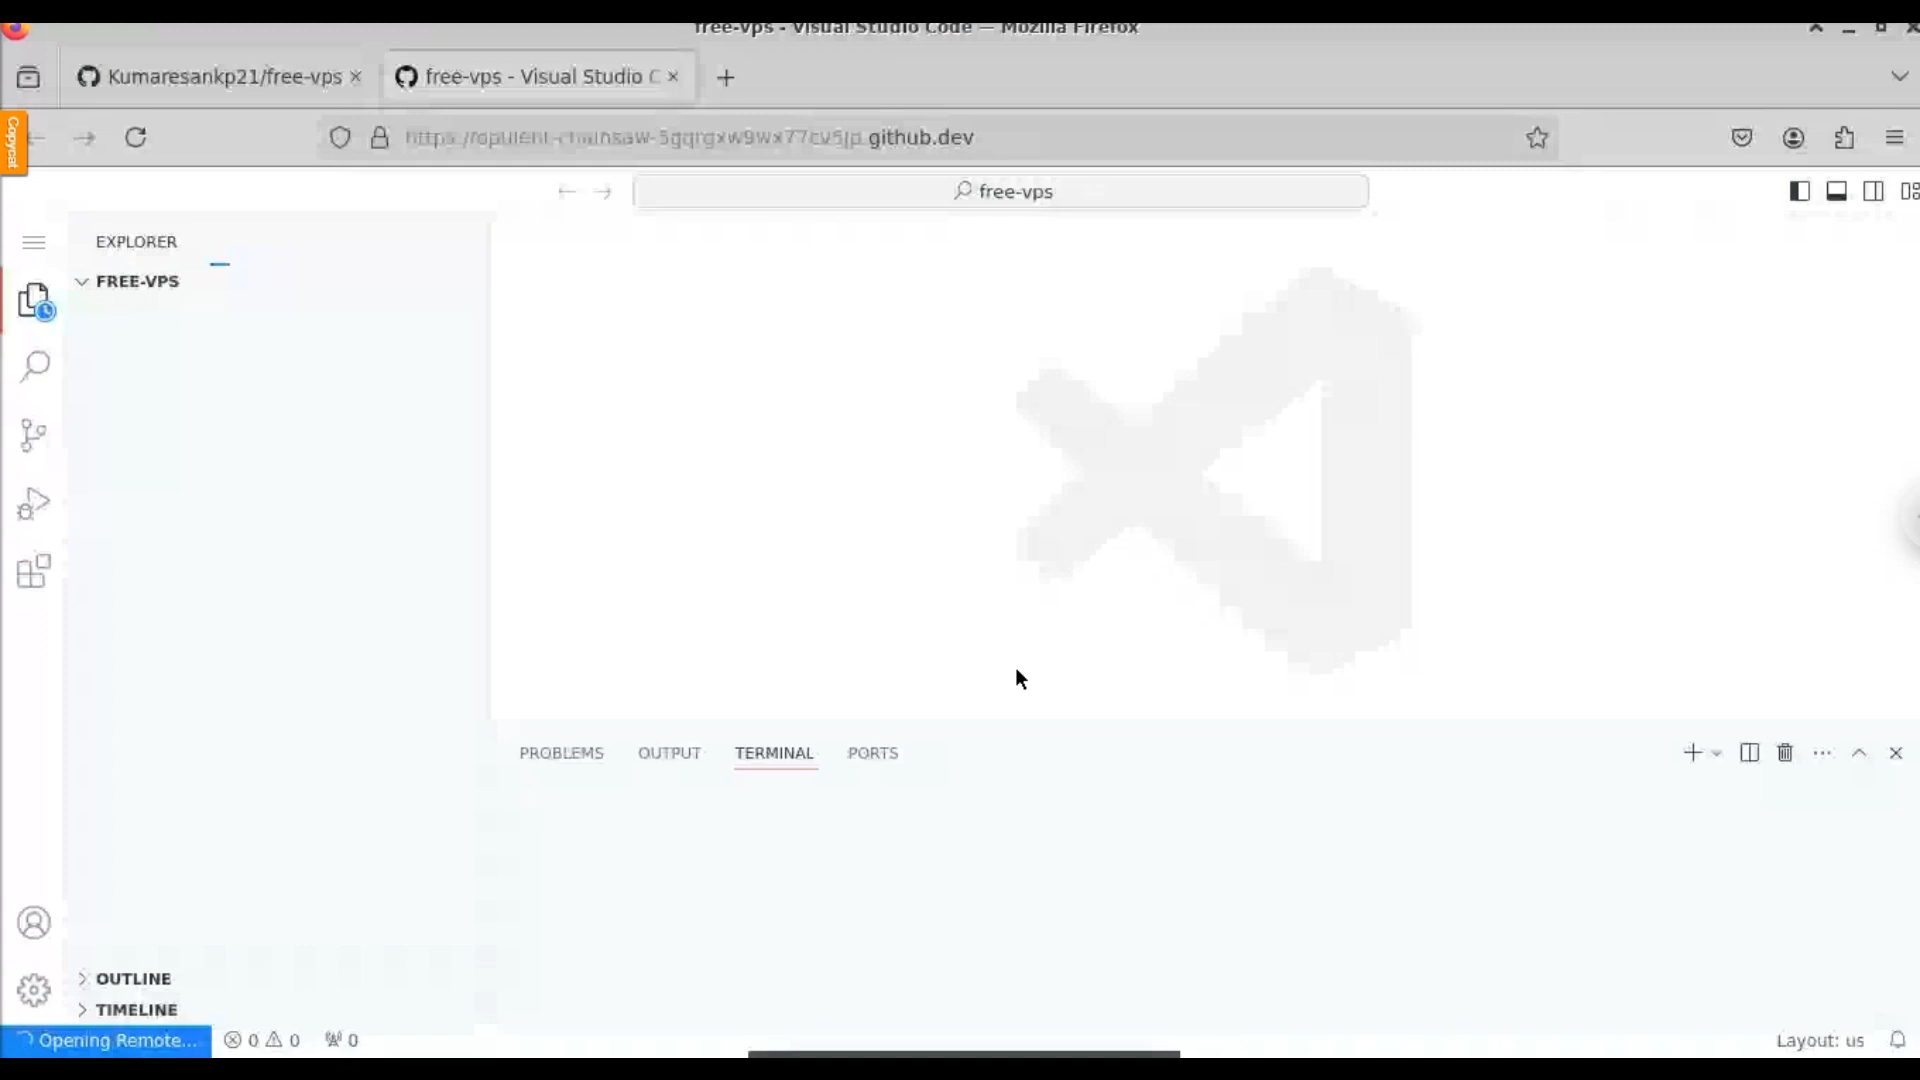 free-vps - Visual Studio Code — Mozilla Firefox
Kumaresankp21/free-vps
free-vps - Visual Studio C
Copycat
github.dev
free-vps
EXPLORER
FREE-VPS
PROBLEMS
OUTPUT
TERMINAL
PORTS
OUTLINE
TIMELINE
Opening Remote...
0
0
0
Layout: us